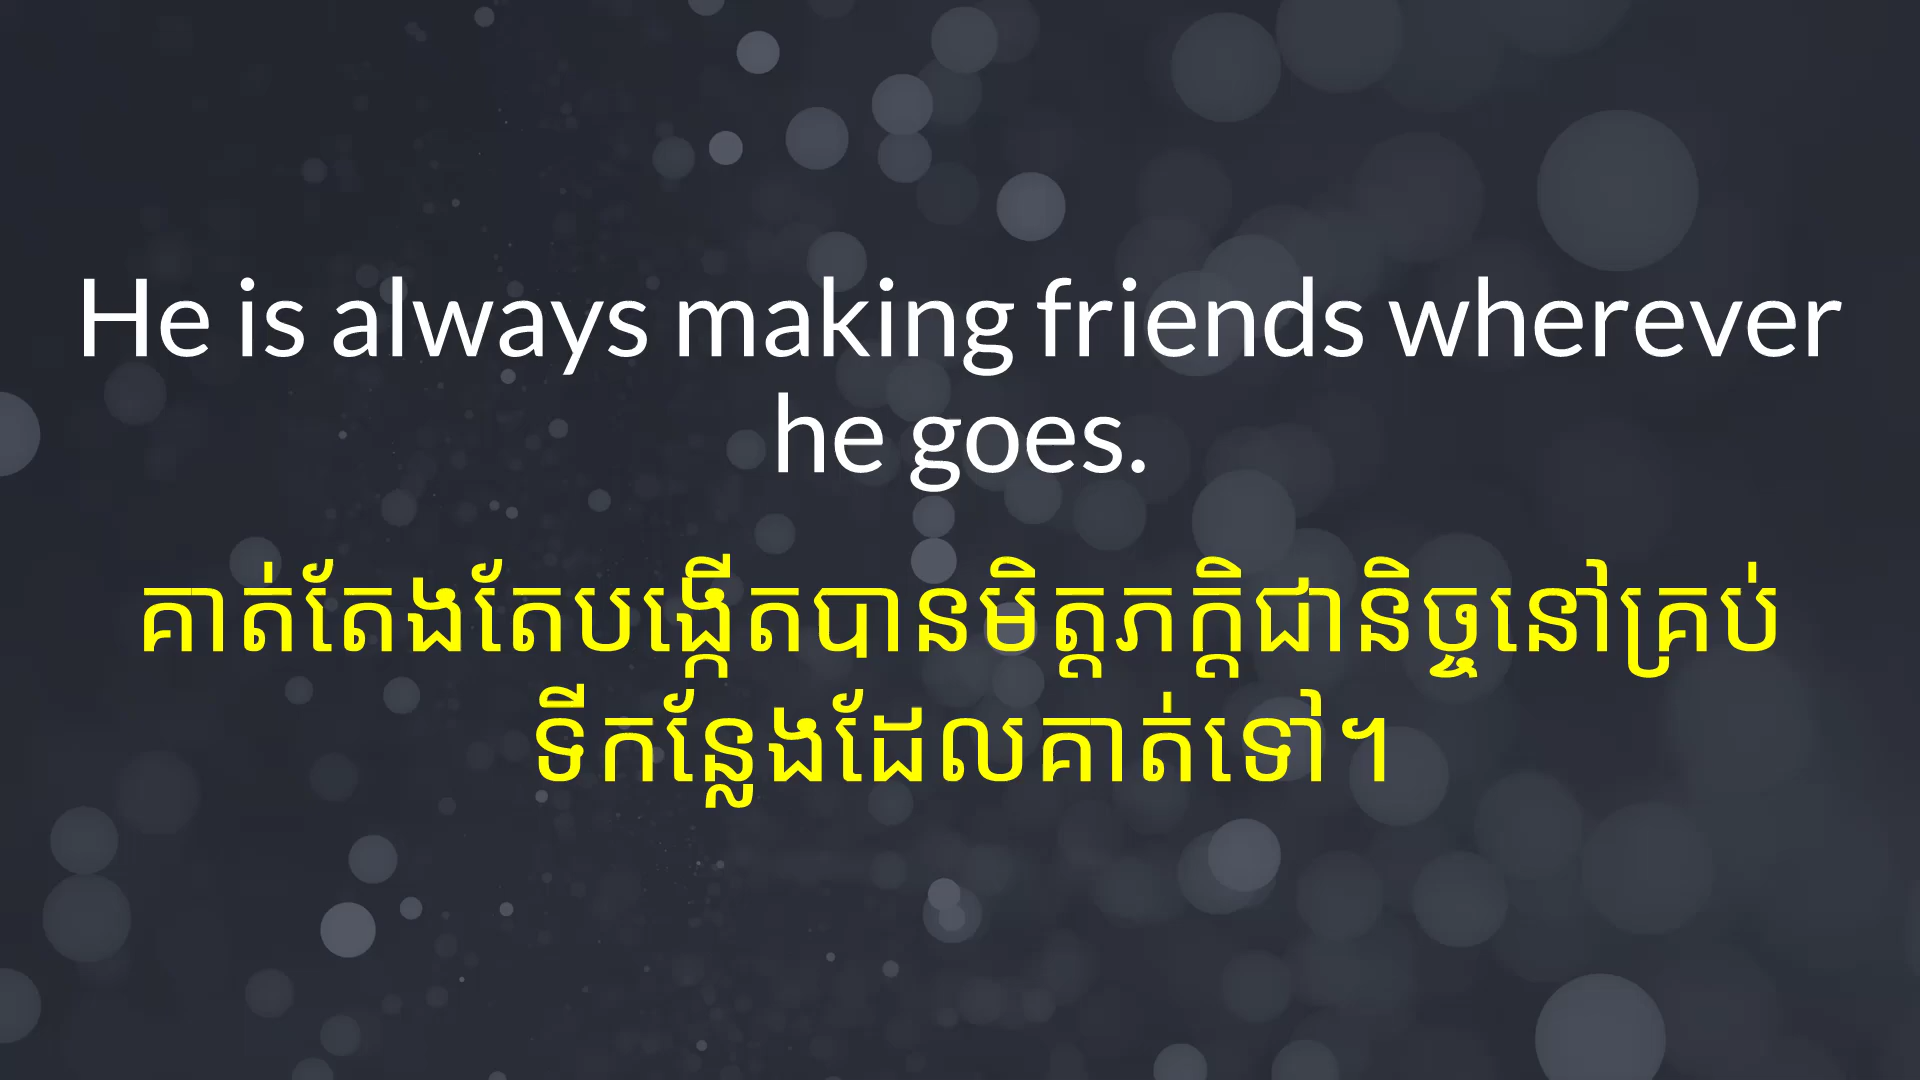 He is always making friends wherever
he goes.
គាត់តែងតែបង្កើតបានមិត្តភក្តិជានិច្ចនៅគ្រប់
ទីកន្លែងដែលគាត់ទៅ។